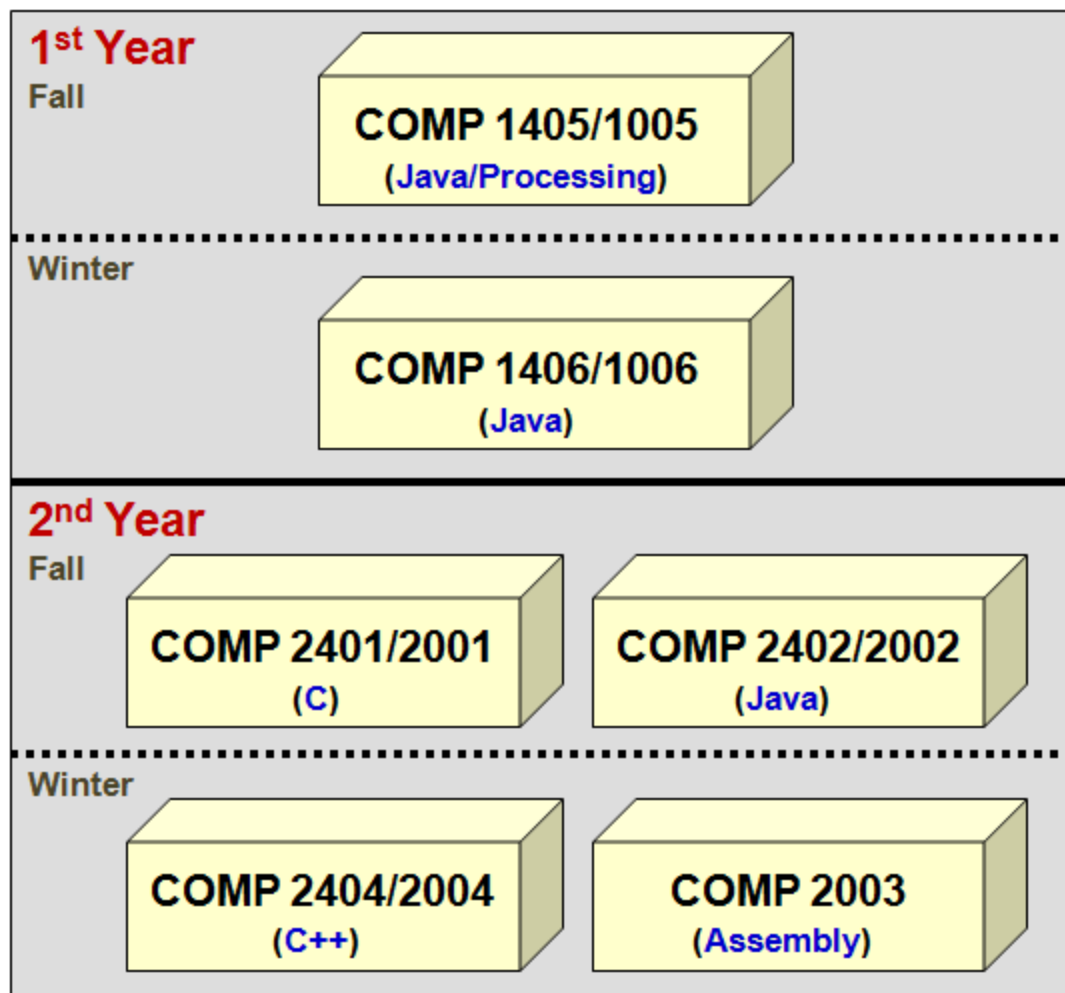 1st Year
Fall
COMP 1405/1005
(Java/Processing)
Winter
COMP 1406/1006
(Java)
2nd Year
Fall
COMP 2401/2001
(C)
COMP 2402/2002
(Java)
Winter
COMP 2404/2004
(C++)
COMP 2003
(Assembly)